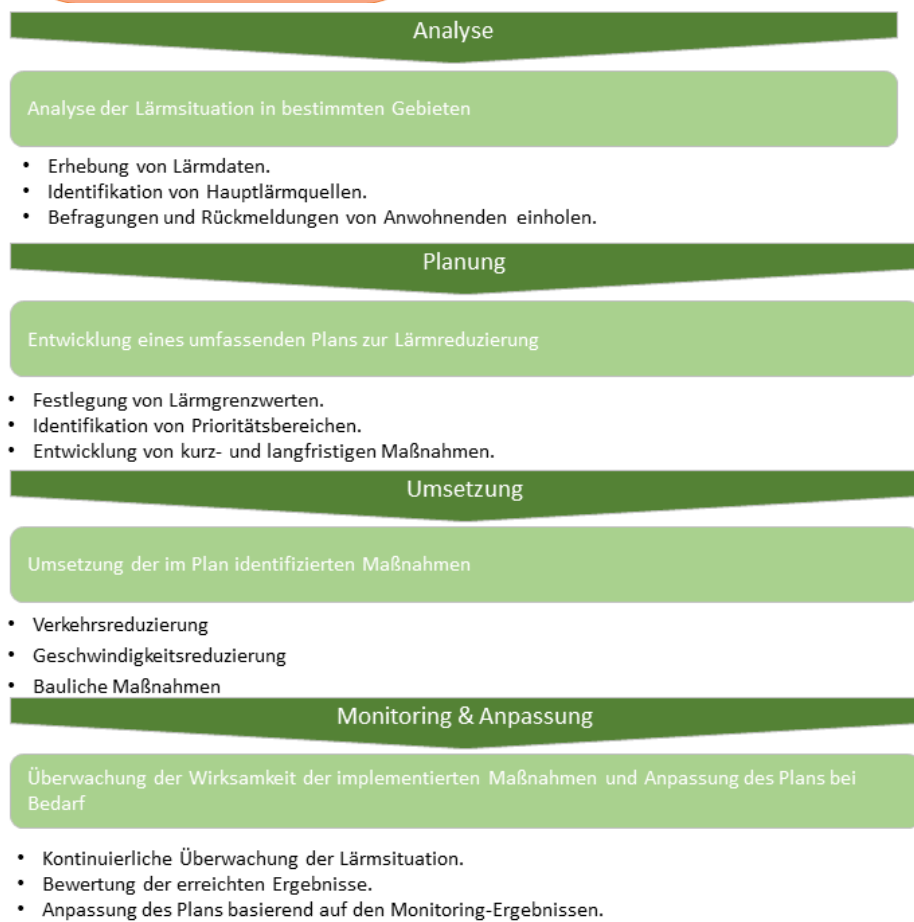 Analyse
Analyse der Lärmsituation in bestimmten Gebieten
• Erhebung von Lärmdaten.
• Identifikation von Hauptlärmquellen.
• Befragungen und Rückmeldungen von Anwohnenden einholen.
Planung
Entwicklung eines umfassenden Plans zur Lärmreduzierung
• Festlegung von Lärmgrenzwerten.
• Identifikation von Prioritätsbereichen.
• Entwicklung von kurz- und langfristigen Maßnahmen.
Umsetzung
Umsetzung der im Plan identifizierten Maßnahmen
• Verkehrsreduzierung
• Geschwindigkeitsreduzierung
• Bauliche Maßnahmen
Monitoring & Anpassung
Überwachung der Wirksamkeit der implementierten Maßnahmen und Anpassung des Plans bei
Bedarf
• Kontinuierliche Überwachung der Lärmsituation.
• Bewertung der erreichten Ergebnisse.
• Anpassung des Plans basierend auf den Monitoring-Ergebnissen.